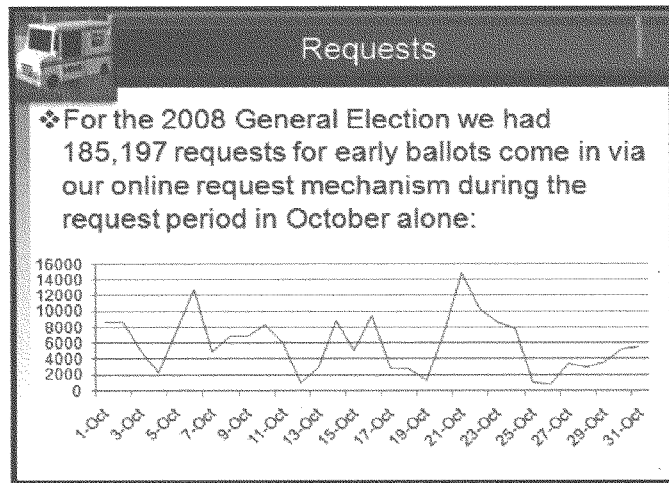 Requests
❖For the 2008 General Election we had
185,197 requests for early ballots come in via
our online request mechanism during the
request period in October alone:
16000
14000
12000
10000
8000
6000
4000
2000
0
1-Oct
3-Oct
5-Oct
7-Oct
9-Oct
11-Oct
13-Oct
15-Oct
17-Oct
19-Oct
21-Oct
23-Oct
25-Oct
27-Oct
29-Oct
31-Oct